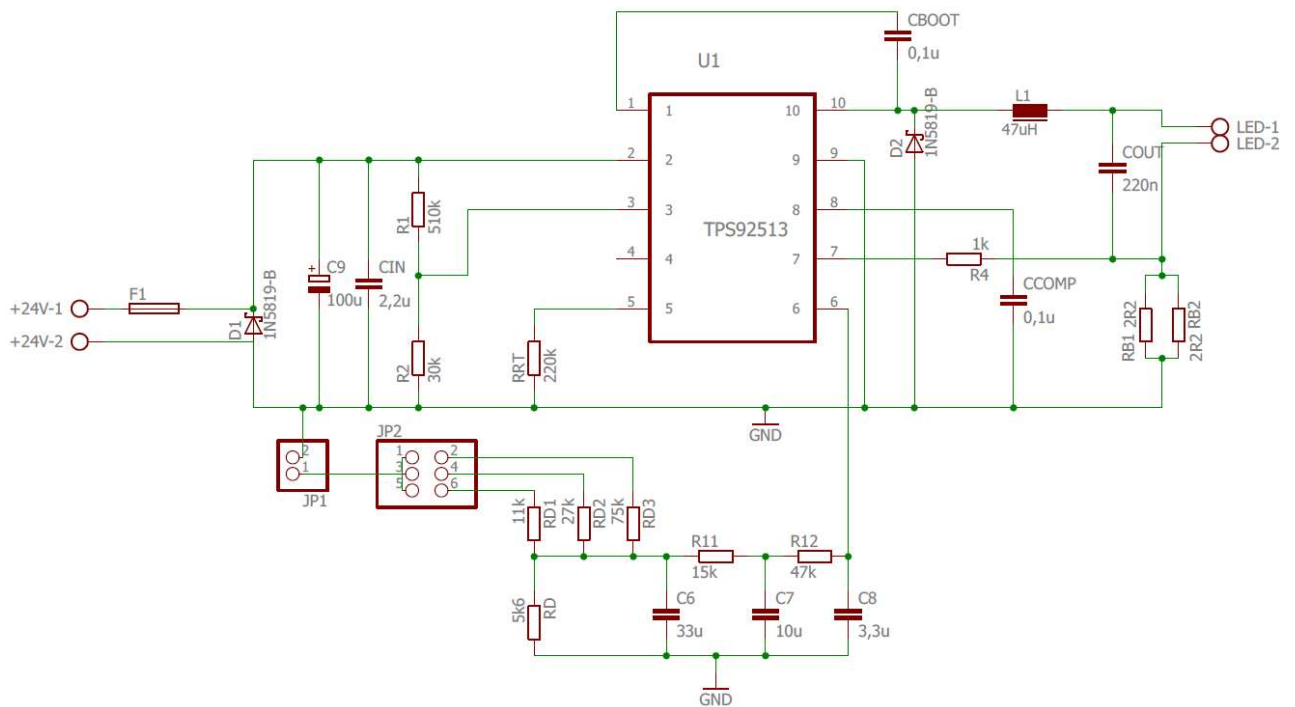 CBOOT
0,1u
U1
1
1
10
10
L1
47uH
D2
1N5819-B
LED-1
LED-2
COUT
220n
2
2
9
9
R1
510k
3
3
8
8
TPS92513
4
4
7
7
1k
R4
C9
+
100u
CIN
2,2u
CCOMP
0,1u
5
5
6
6
+24V-1
F1
D1
1N5819-B
+24V-2
R2
30k
RRT
220k
RB1 2R2
2R2 RB2
GND
2
1
JP1
JP2
1
2
3
4
5
6
11k
RD1
27k
RD2
75k
RD3
R11
15k
R12
47k
5k6
RD
C6
33u
C7
10u
C8
3,3u
GND